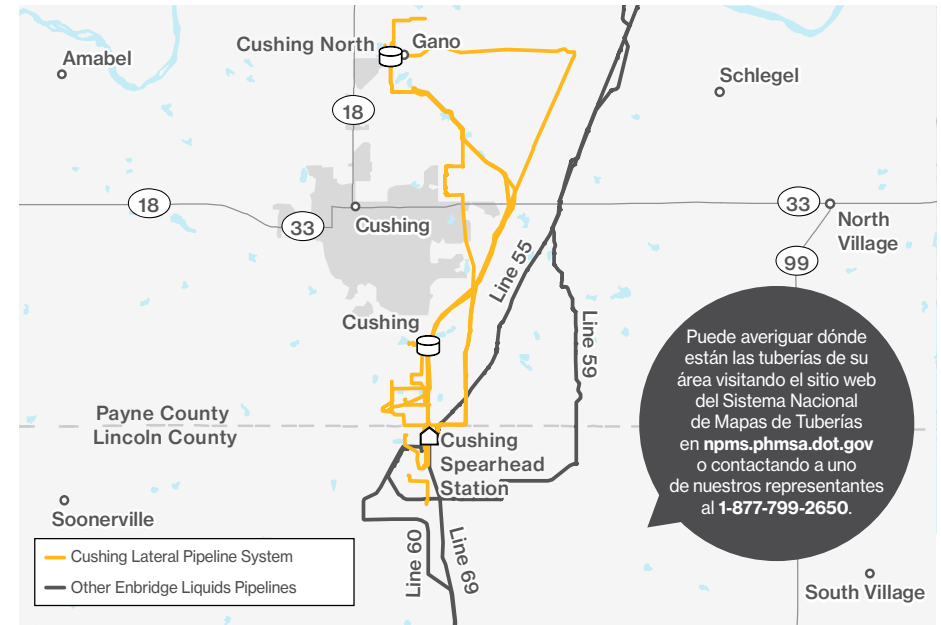 Amabel
Cushing North
Gano
Schlegel
18
18
33
Cushing
33
North
Village
99
Line 55
Line 59
Cushing
Payne County
Lincoln County
Cushing
Spearhead
Station
Soonerville
Line 60
Line 69
South Village
Puede averiguar dónde
están las tuberías de su
área visitando el sitio web
del Sistema Nacional
de Mapas de Tuberías
en npms.phmsa.dot.gov
o contactando a uno
de nuestros representantes
al 1-877-799-2650.
Cushing Lateral Pipeline System
Other Enbridge Liquids Pipelines